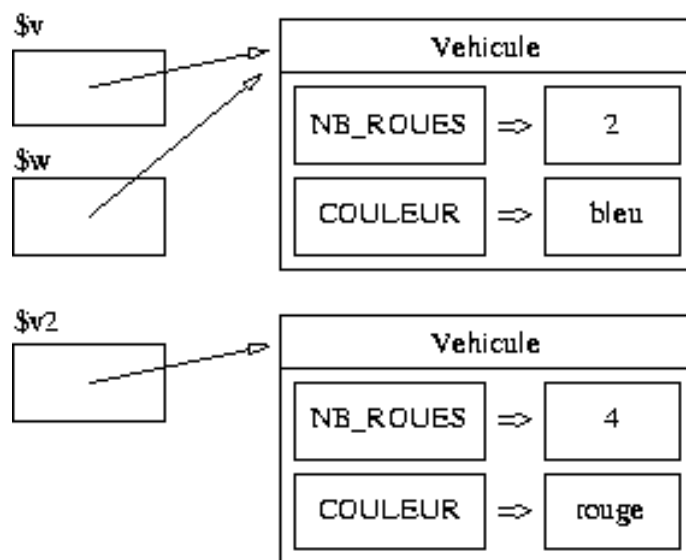 $v
Vehicule
NB_ROUES => 2
$w
COULEUR => bleu
$v2
Vehicule
NB_ROUES => 4
COULEUR => rouge